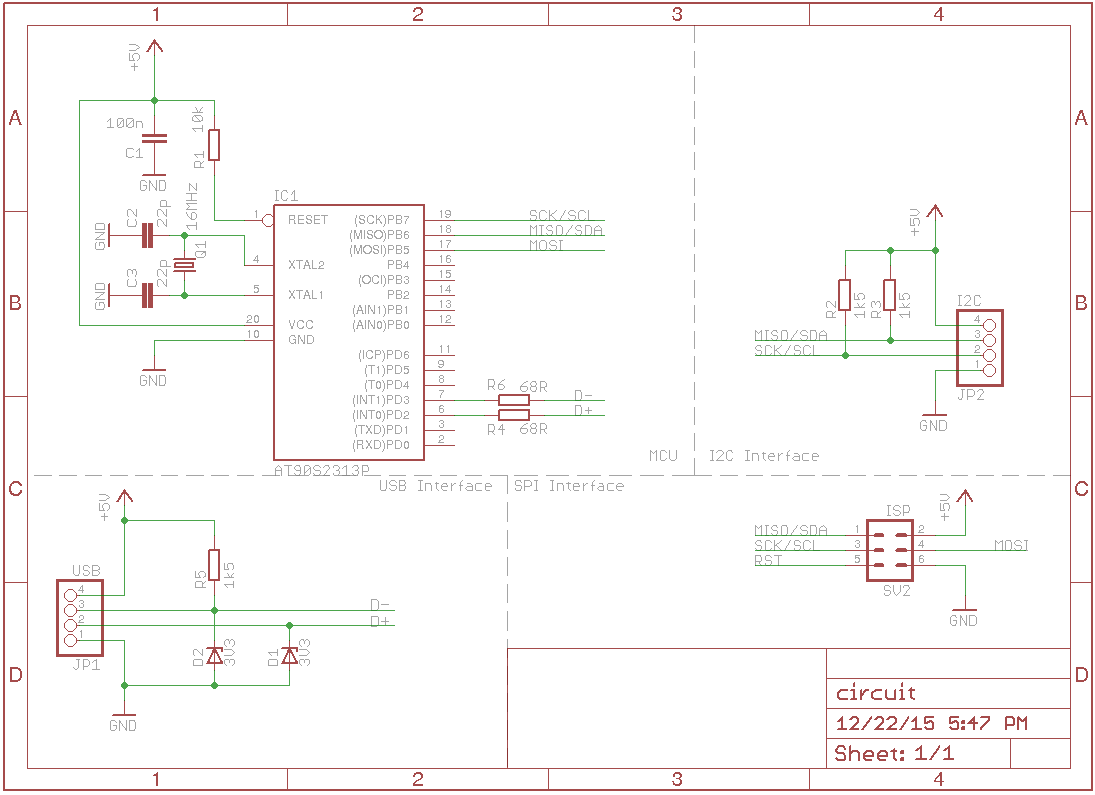 1 2 3 4
A A
B B
C C
D D
+5V
100n
C1
GND
10k
R1
16MHz
Q1
GND C2 22p
GND C3 22p
IC1
1 RESET
4 XTAL2
5 XTAL1
20 VCC
10 GND
GND
(SCK)PB7 19 SCK/SCL
(MISO)PB6 18 MISO/SDA
(MOSI)PB5 17 MOSI
PB4 16
(OCI)PB3 15
PB2 14
(AIN1)PB1 13
(AIN0)PB0 12
(ICP)PD6 11
(T1)PD5 9
(T0)PD4 8
(INT1)PD3 7 R6 68R D-
(INT0)PD2 6 R4 68R D+
(TXD)PD1 3
(RXD)PD0 2
AT90S2313P
MCU
I2C Interface
+5V
R2 1k5
R3 1k5
I2C
MISO/SDA
SCK/SCL
4
3
2
1
JP2
GND
USB Interface
SPI Interface
+5V
R5 1k5
USB
4
3
2
1
JP1
D-
D+
D2 3V3
D1 3V3
GND
ISP
+5V
MISO/SDA 1 2
SCK/SCL 3 4 MOSI
RST 5 6
SV2
GND
circuit
12/22/15 5:47 PM
Sheet: 1/1
1 2 3 4